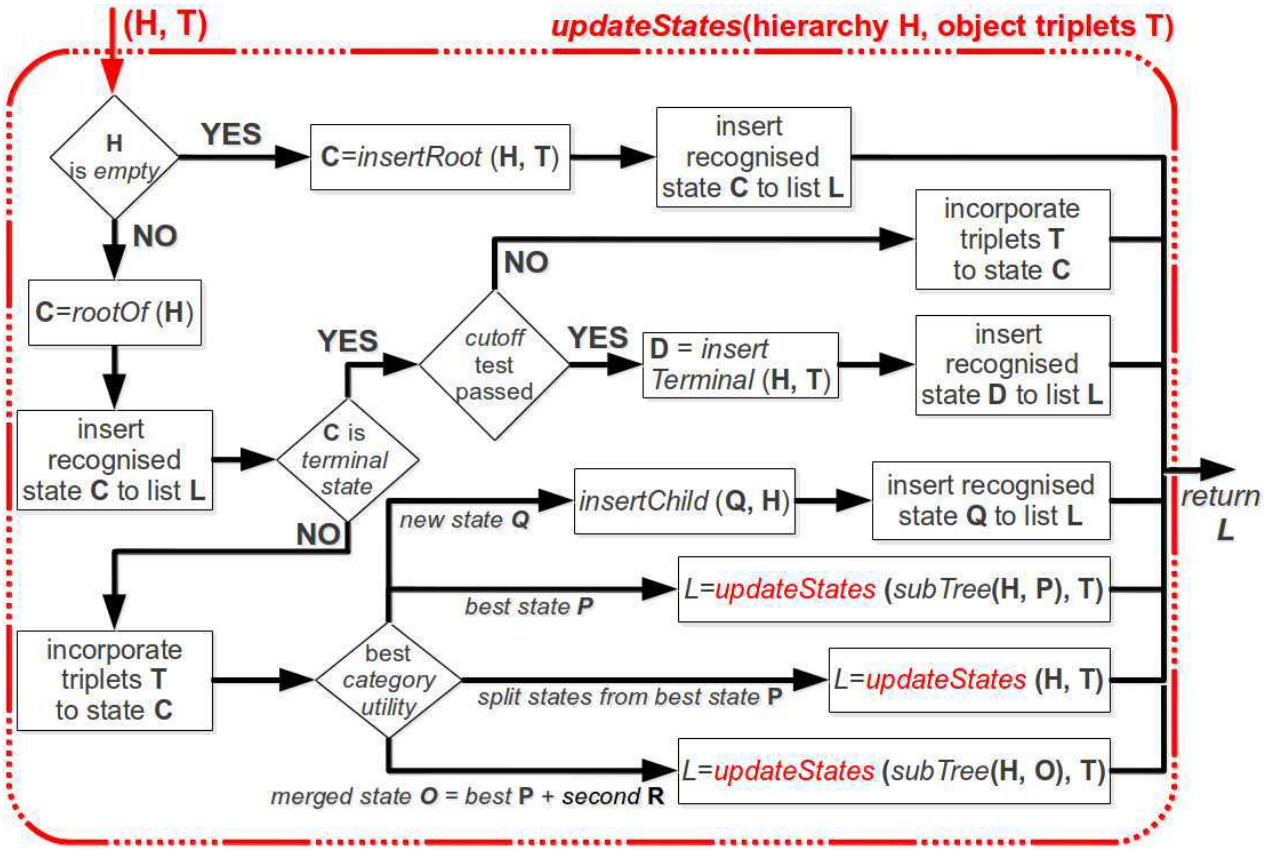 (H, T)
updateStates(hierarchy H, object triplets T)
H
is empty
YES
C=insertRoot (H, T)
insert
recognised
state C to list L
NO
incorporate
triplets T
to state C
NO
C=rootOf (H)
YES
cutoff
test
passed
YES
D = insert
Terminal (H, T)
insert
recognised
state D to list L
insert
recognised
state C to list L
C is
terminal
state
NO
new state Q
insertChild (Q, H)
insert recognised
state Q to list L
return
L
best state P
L=updateStates (subTree(H, P), T)
incorporate
triplets T
to state C
best
category
utility
split states from best state P
L=updateStates (H, T)
merged state O = best P + second R
L=updateStates (subTree(H, O), T)